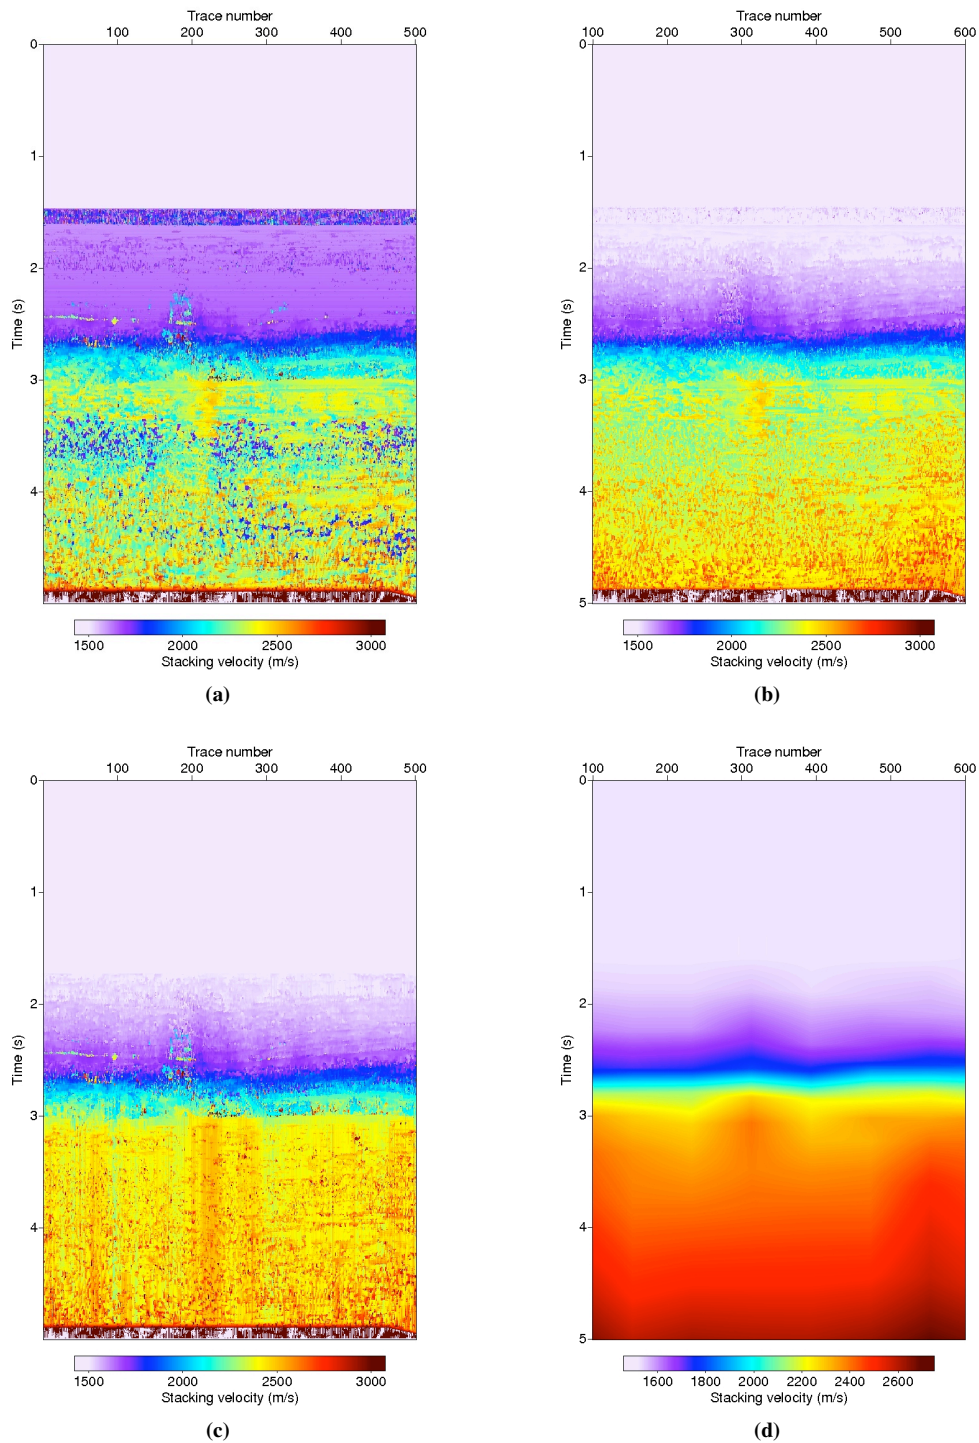 Trace number
100 200 300 400 500
0
1
2
3
4
Time (s)
1500 2000 2500 3000
Stacking velocity (m/s)
(a)
Trace number
100 200 300 400 500 600
0
1
2
3
4
5
Time (s)
1500 2000 2500 3000
Stacking velocity (m/s)
(b)
Trace number
100 200 300 400 500
0
1
2
3
4
Time (s)
1500 2000 2500 3000
Stacking velocity (m/s)
(c)
Trace number
100 200 300 400 500 600
0
1
2
3
4
5
Time (s)
1600 1800 2000 2200 2400 2600
Stacking velocity (m/s)
(d)